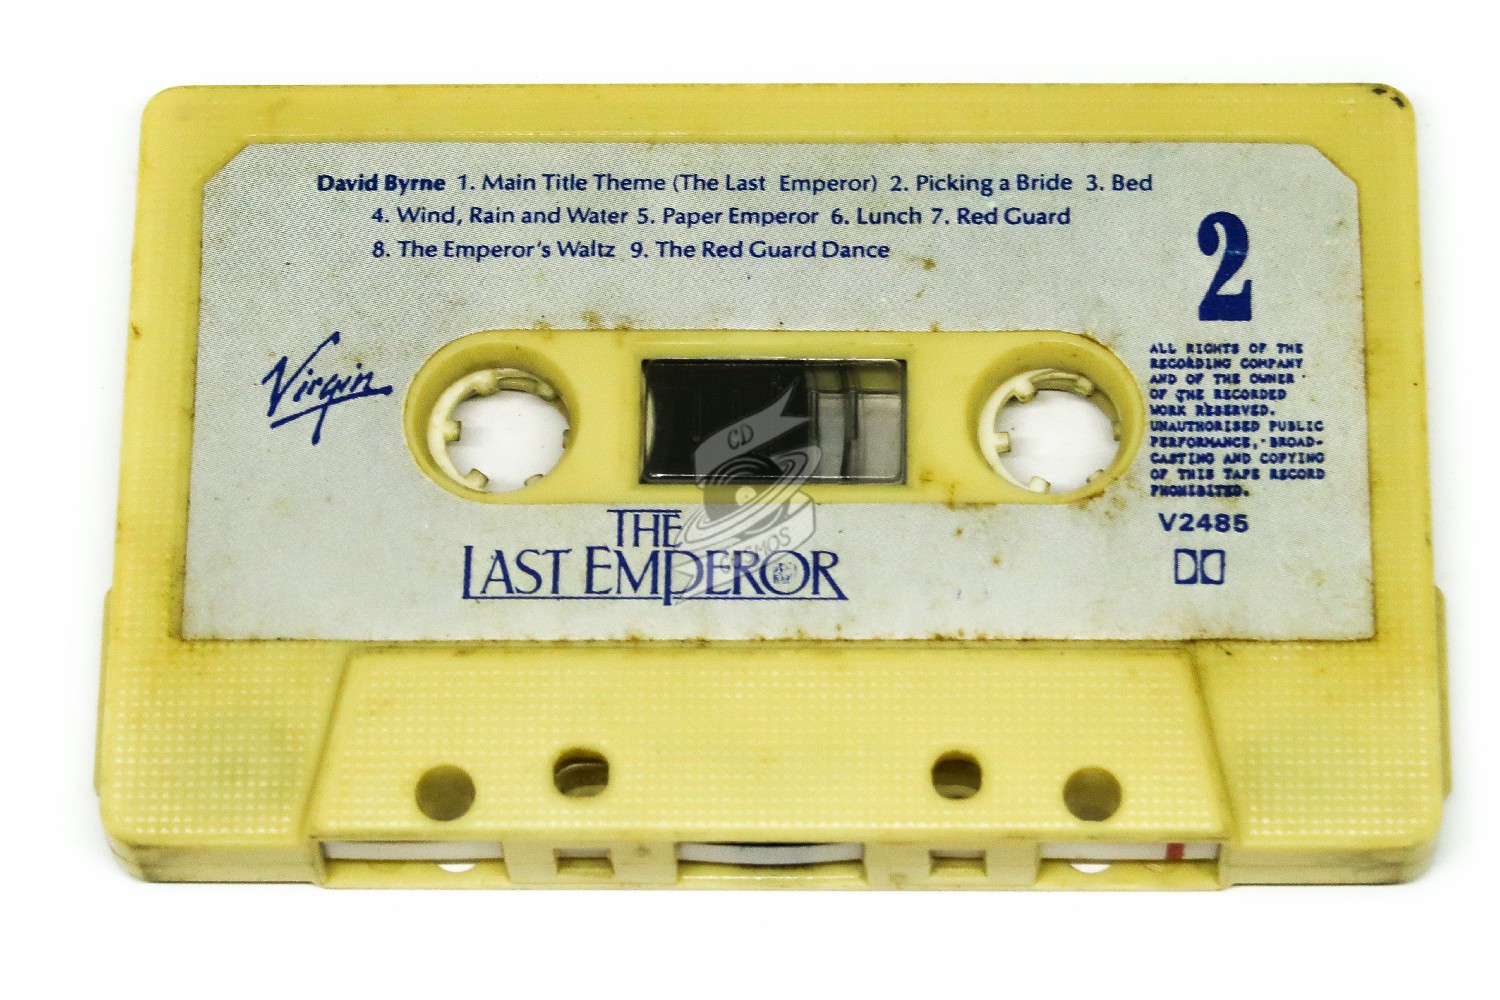 David Byrne 1. Main Title Theme (The Last Emperor) 2. Picking a Bride 3. Bed
4. Wind, Rain and Water 5. Paper Emperor 6. Lunch 7. Red Guard
8. The Emperor's Waltz 9. The Red Guard Dance
2
Virgin
ALL RIGHTS OF THE
RECORDING COMPANY
AND OF THE OWNER
OF THE RECORDED
WORK RESERVED.
UNAUTHORISED PUBLIC
PERFORMANCE, BROAD-
CASTING AND COPYING
OF THIS TAPE RECORD
PROHIBITED.
V2485
CD
COSMOS
THE
LAST EMPEROR